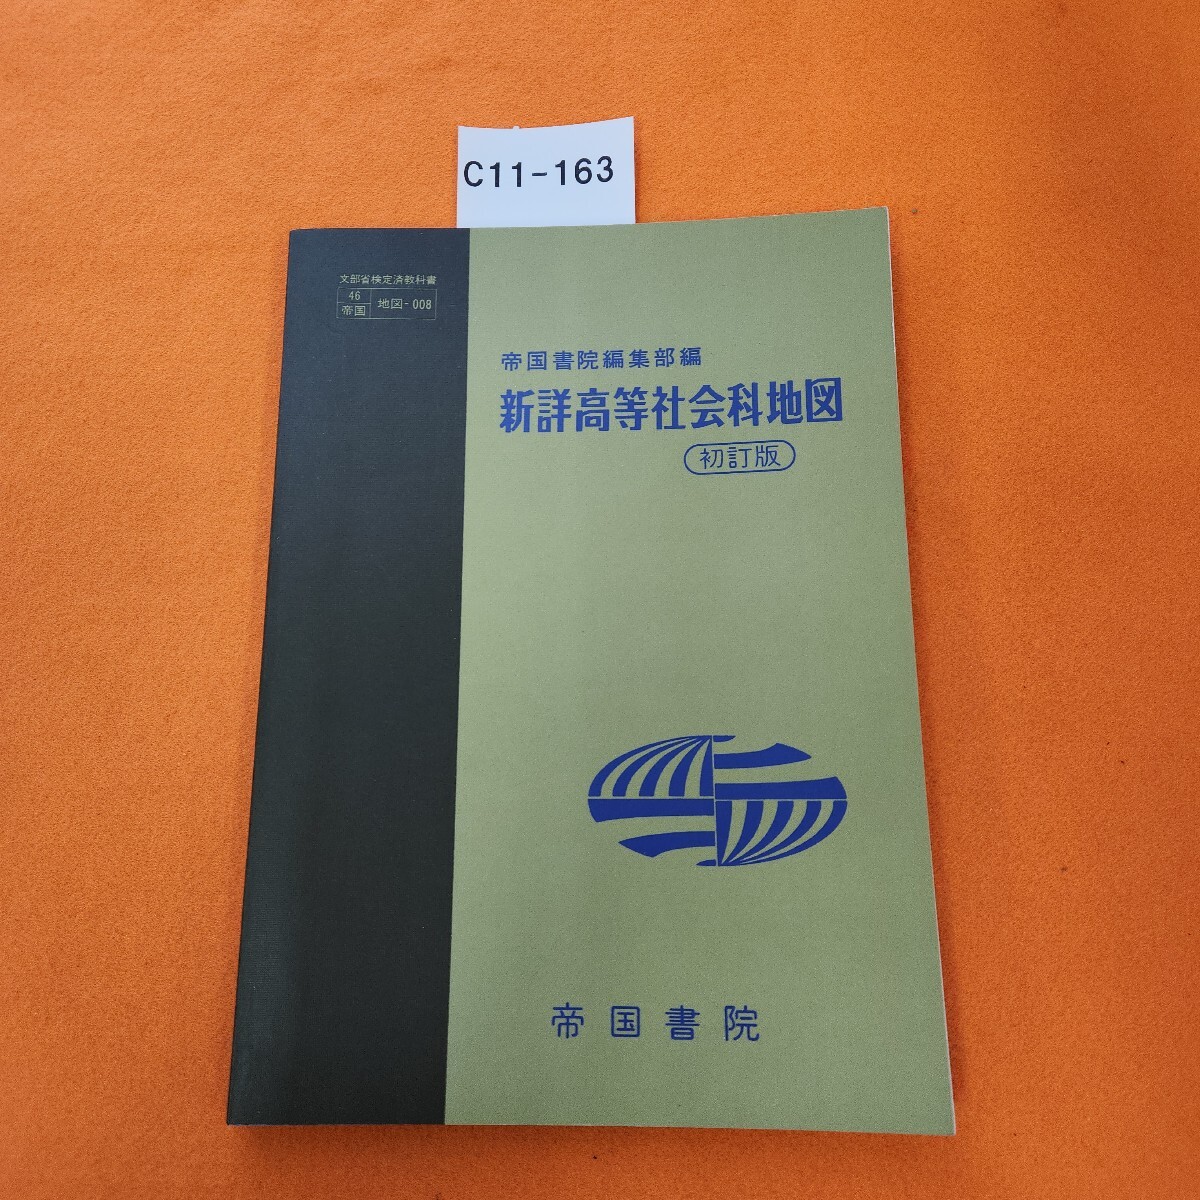 C11-163
文部省検定済教科書
46
帝国
地図-008
帝国書院編集部編
新詳高等社会科地図
初訂版
帝国書院